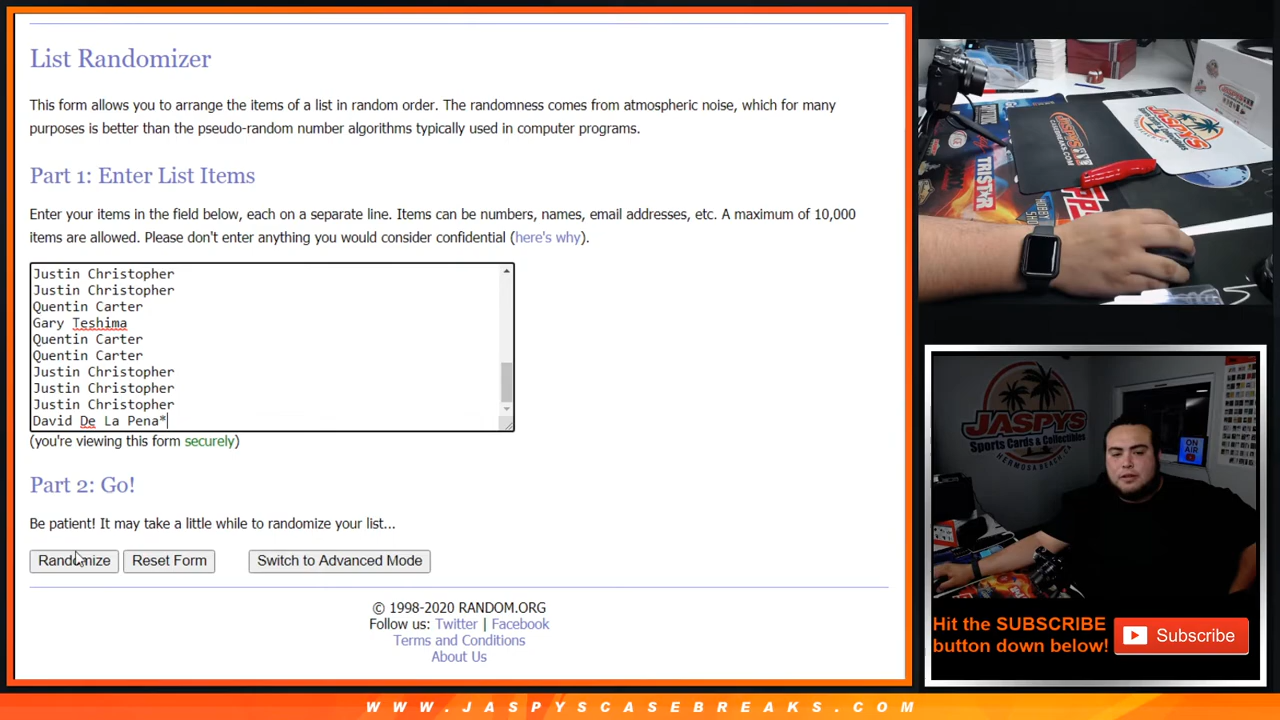 List Randomizer
This form allows you to arrange the items of a list in random order. The randomness comes from atmospheric noise, which for many
purposes is better than the pseudo-random number algorithms typically used in computer programs.
Part 1: Enter List Items
Enter your items in the field below, each on a separate line. Items can be numbers, names, email addresses, etc. A maximum of 10,000
items are allowed. Please don't enter anything you would consider confidential (here's why).
Justin Christopher
Justin Christopher
Quentin Carter
Gary Teshima
Quentin Carter
Quentin Carter
Justin Christopher
Justin Christopher
Justin Christopher
David De La Pena*
(you're viewing this form securely)
Part 2: Go!
Be patient! It may take a little while to randomize your list...
Randomize Reset Form Switch to Advanced Mode
© 1998-2020 RANDOM.ORG
Follow us: Twitter | Facebook
Terms and Conditions
About Us
TRISTAR
JASPYS
Sports Cards & Collectibles
HERMOSA BEACH, CA
ON AIR
Hit the SUBSCRIBE
button down below!
Subscribe
WWW.JASPYSCASEBREAKS.COM